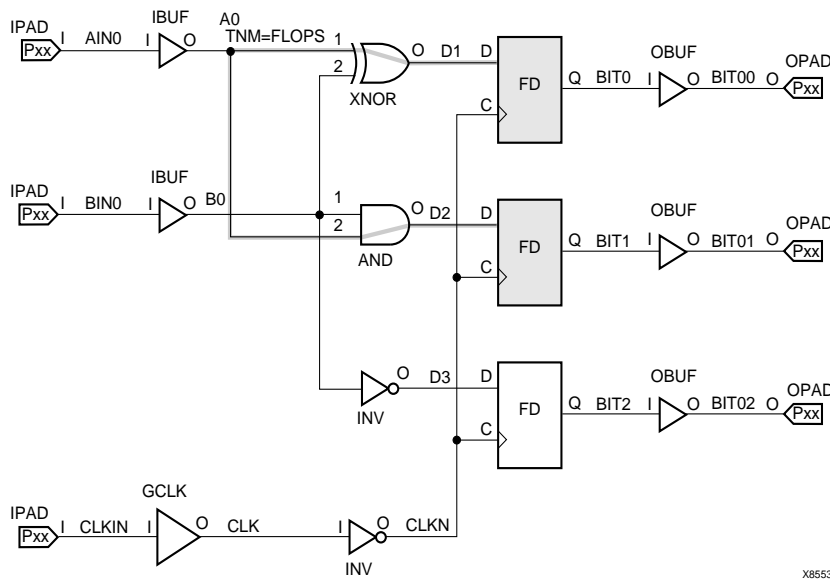 IPAD I AIN0 I IBUF O A0
TNM=FLOPS
1 2 XNOR O D1 D C FD Q BIT0 I OBUF O BIT00 O OPAD
Pxx Pxx
IPAD I BIN0 I IBUF O B0
1 2 AND O D2 D C FD Q BIT1 I OBUF O BIT01 O OPAD
Pxx Pxx
INV O D3 D C FD Q BIT2 I OBUF O BIT02 O OPAD
Pxx
IPAD I CLKIN I GCLK O CLK I INV O CLKN
Pxx
X8553